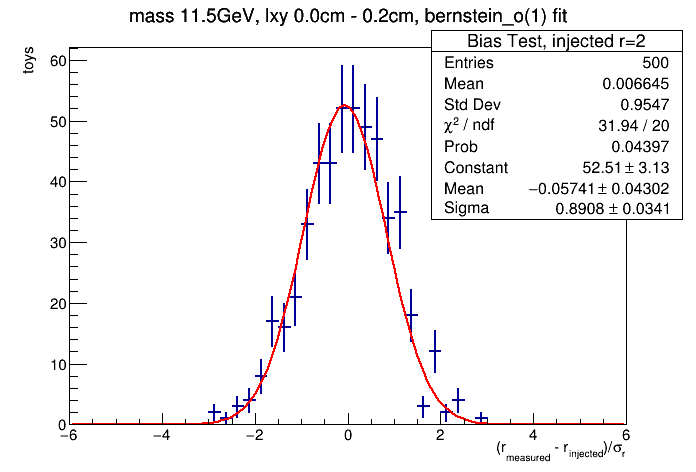 mass 11.5GeV, lxy 0.0cm - 0.2cm, bernstein_o(1) fit
Bias Test, injected r=2
Entries 500
Mean 0.006645
Std Dev 0.9547
χ² / ndf 31.94 / 20
Prob 0.04397
Constant 52.51 ± 3.13
Mean −0.05741 ± 0.04302
Sigma 0.8908 ± 0.0341
toys
60
50
40
30
20
10
0
−6 −4 −2 0 2 4 6
(r_measured - r_injected)/σ_r